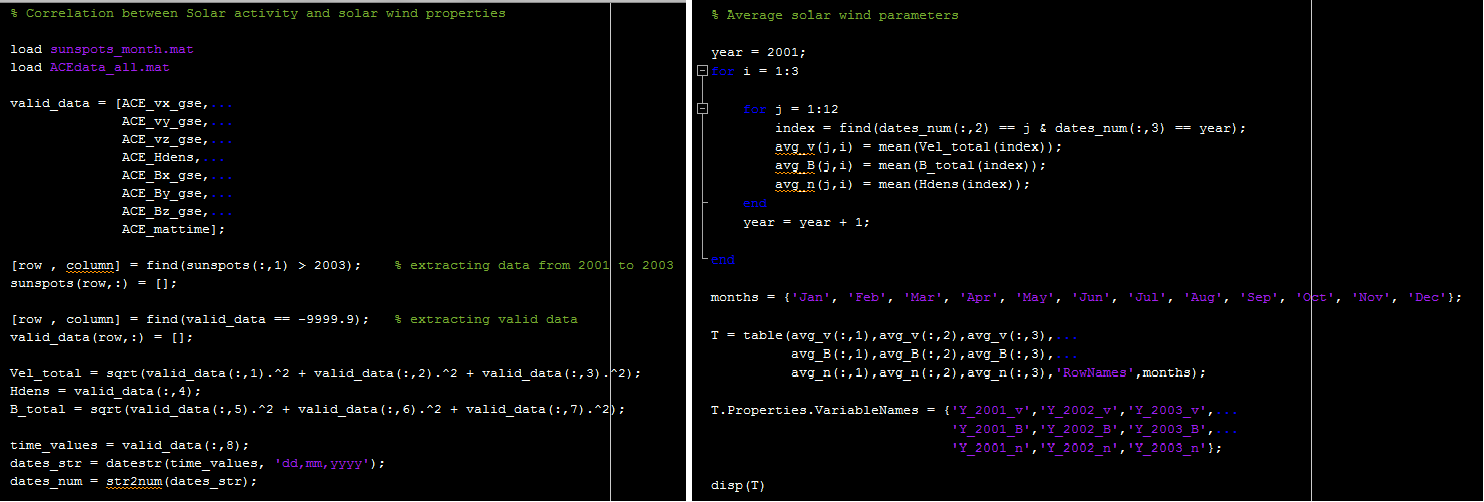 % Correlation between Solar activity and solar wind properties
load sunspots_month.mat
load ACEdata_all.mat
valid_data = [ACE_vx_gse,...
ACE_vy_gse,...
ACE_vz_gse,...
ACE_Hdens,...
ACE_Bx_gse,...
ACE_By_gse,...
ACE_Bz_gse,...
ACE_mattime];
[row , column] = find(sunspots(:,1) > 2003);    % extracting data from 2001 to 2003
sunspots(row,:) = [];
[row , column] = find(valid_data == -9999.9);   % extracting valid data
valid_data(row,:) = [];
Vel_total = sqrt(valid_data(:,1).^2 + valid_data(:,2).^2 + valid_data(:,3).^2);
Hdens = valid_data(:,4);
B_total = sqrt(valid_data(:,5).^2 + valid_data(:,6).^2 + valid_data(:,7).^2);
time_values = valid_data(:,8);
dates_str = datestr(time_values, 'dd,mm,yyyy');
dates_num = str2num(dates_str);
% Average solar wind parameters
year = 2001;
for i = 1:3
for j = 1:12
index = find(dates_num(:,2) == j & dates_num(:,3) == year);
avg_v(j,i) = mean(Vel_total(index));
avg_B(j,i) = mean(B_total(index));
avg_n(j,i) = mean(Hdens(index));
end
year = year + 1;
end
months = {'Jan', 'Feb', 'Mar', 'Apr', 'May', 'Jun', 'Jul', 'Aug', 'Sep', 'Oct', 'Nov', 'Dec'};
T = table(avg_v(:,1),avg_v(:,2),avg_v(:,3),...
avg_B(:,1),avg_B(:,2),avg_B(:,3),...
avg_n(:,1),avg_n(:,2),avg_n(:,3),'RowNames',months);
T.Properties.VariableNames = {'Y_2001_v','Y_2002_v','Y_2003_v',...
'Y_2001_B','Y_2002_B','Y_2003_B',...
'Y_2001_n','Y_2002_n','Y_2003_n'};
disp(T)